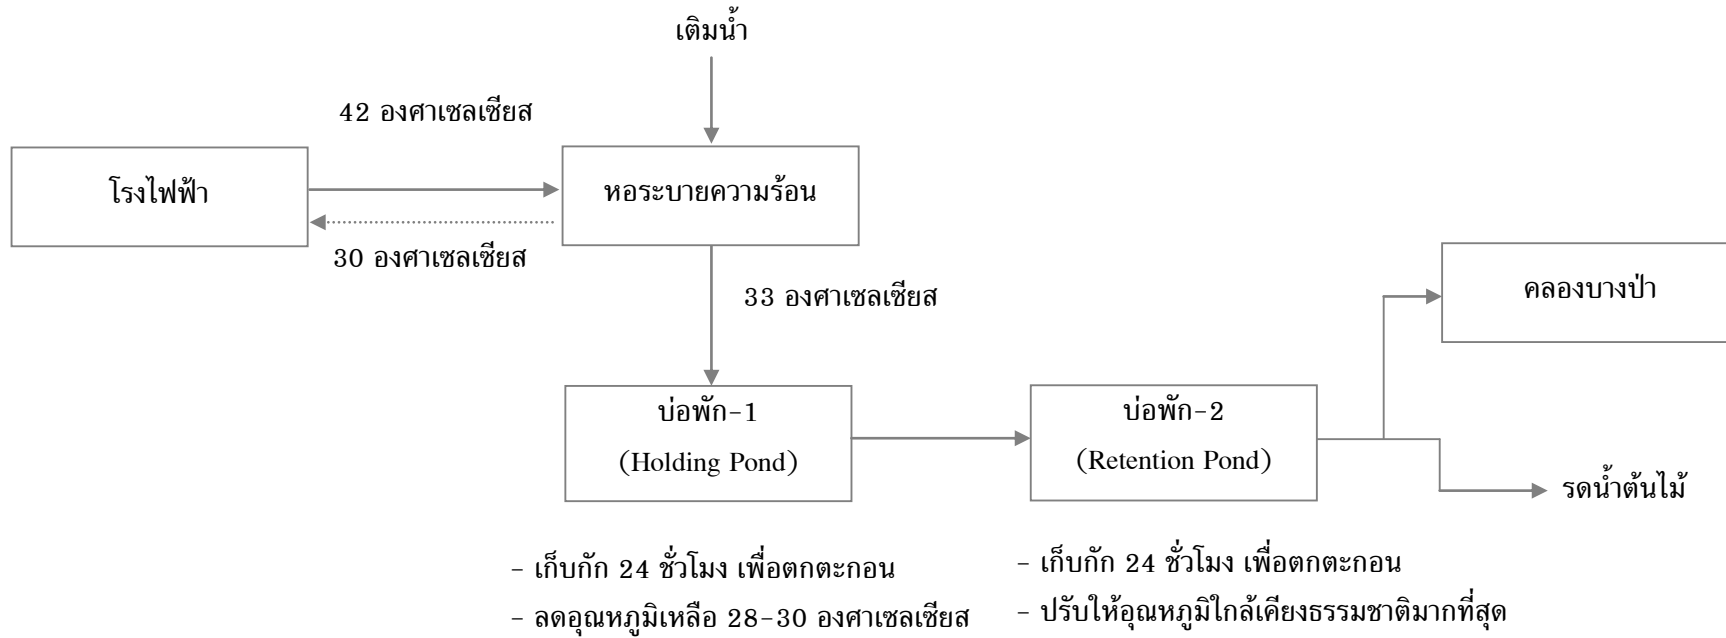 เติมน้ำ
42 องศาเซลเซียส
โรงไฟฟ้า
หอระบายความร้อน
30 องศาเซลเซียส
33 องศาเซลเซียส
คลองบางป่า
บ่อพัก-1
(Holding Pond)
บ่อพัก-2
(Retention Pond)
รดน้ำต้นไม้
- เก็บกัก 24 ชั่วโมง เพื่อตกตะกอน
- ลดอุณหภูมิเหลือ 28-30 องศาเซลเซียส
- เก็บกัก 24 ชั่วโมง เพื่อตกตะกอน
- ปรับให้อุณหภูมิใกล้เคียงธรรมชาติมากที่สุด